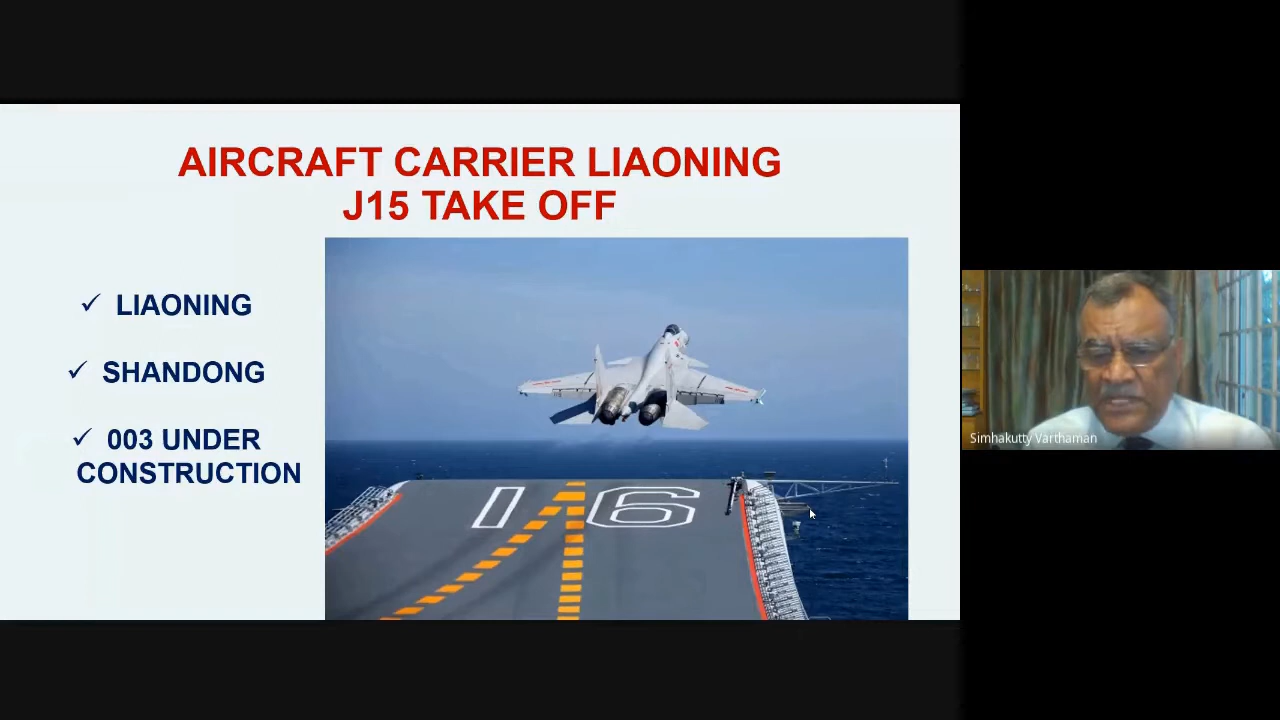 AIRCRAFT CARRIER LIAONING
J15 TAKE OFF
✓ LIAONING
✓ SHANDONG
✓ 003 UNDER
CONSTRUCTION
16
Simhakutty Varthaman